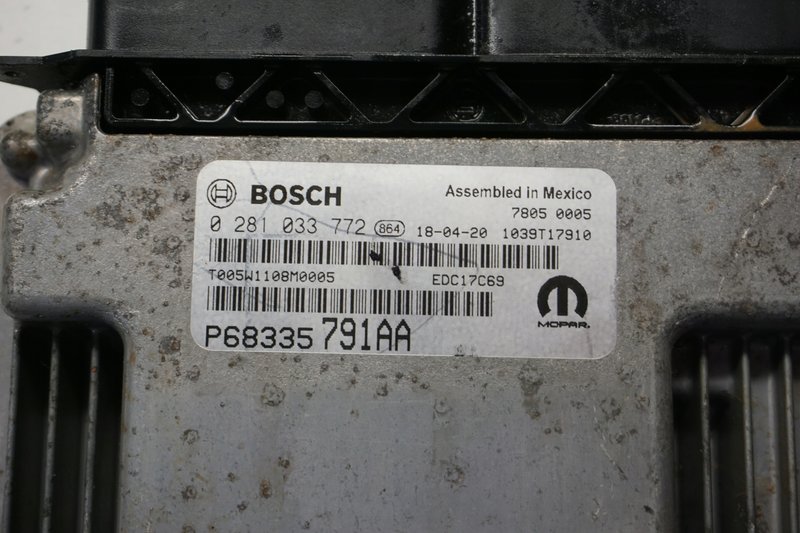 BOSCH Assembled in Mexico
7805 0005
0 281 033 772 864 18-04-20 1039T17910
T005W1108M0005 EDC17C69
MOPAR.
P68335791AA